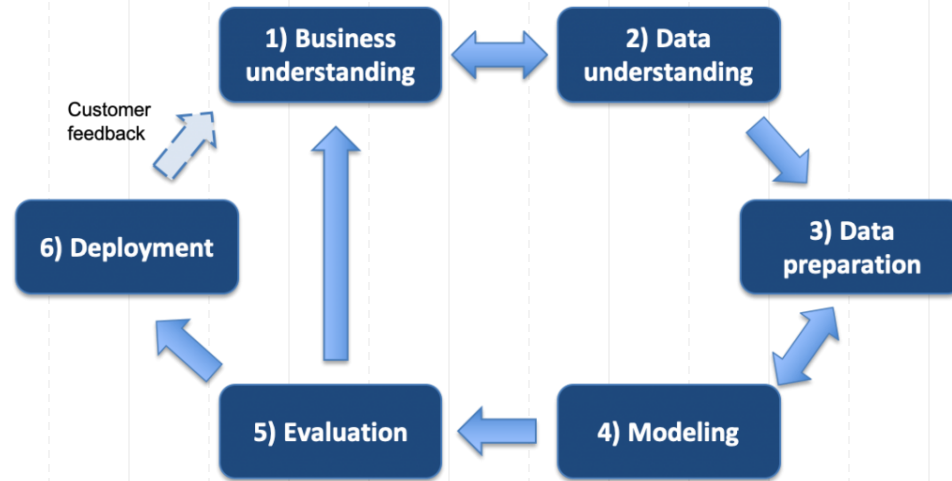 1) Business
understanding
2) Data
understanding
Customer
feedback
6) Deployment
3) Data
preparation
5) Evaluation
4) Modeling